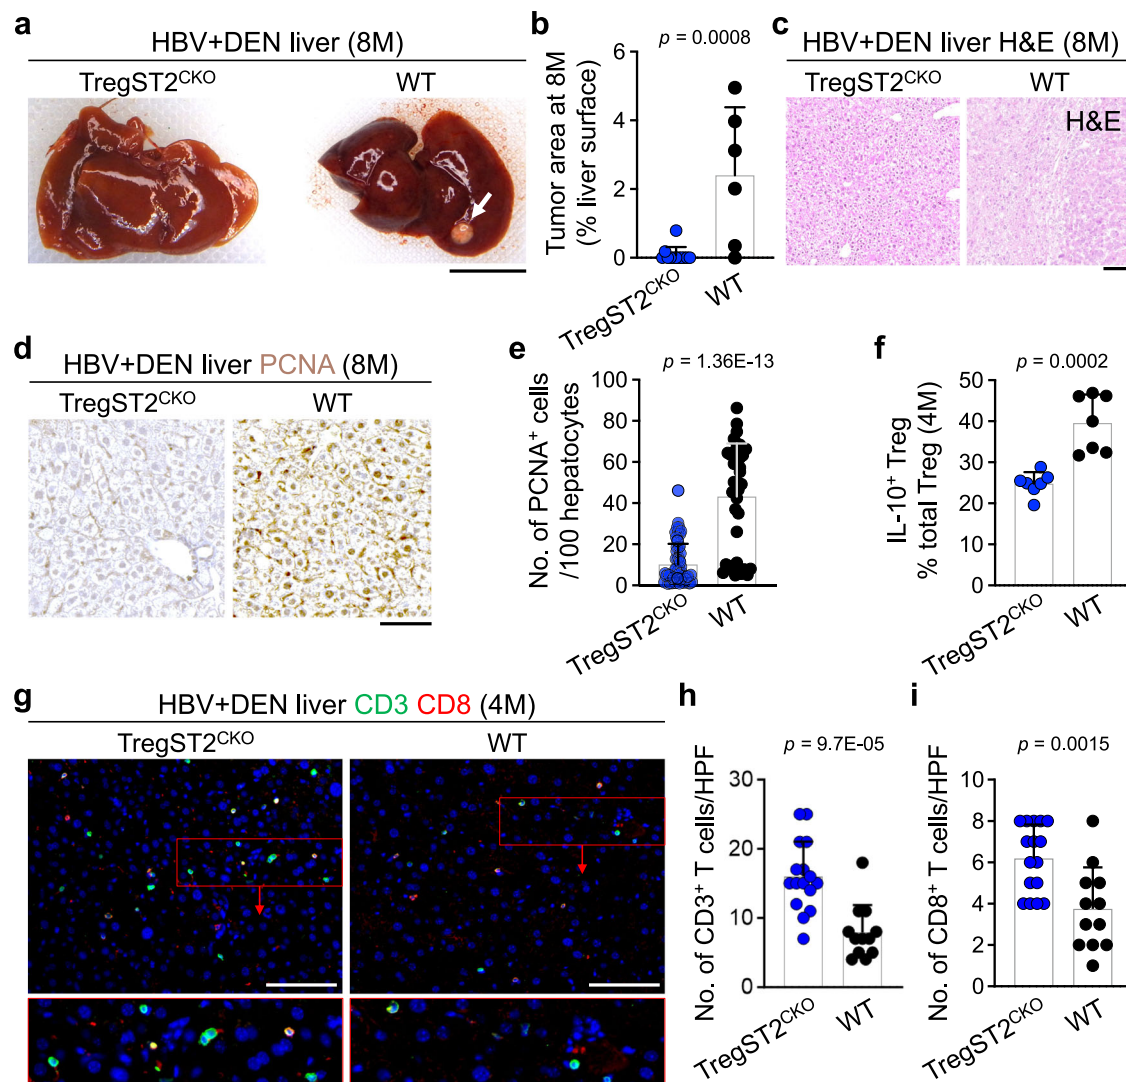 a
HBV+DEN liver (8M)
TregST2CKO
WT
b
p = 0.0008
Tumor area at 8M
(% liver surface)
6
4
2
0
TregST2CKO
WT
c
HBV+DEN liver H&E (8M)
TregST2CKO
WT
H&E
d
HBV+DEN liver PCNA (8M)
TregST2CKO
WT
e
p = 1.36E-13
No. of PCNA+ cells
/100 hepatocytes
100
80
60
40
20
0
TregST2CKO
WT
f
p = 0.0002
IL-10+ Treg
% total Treg (4M)
50
40
30
20
10
0
TregST2CKO
WT
g
HBV+DEN liver CD3 CD8 (4M)
TregST2CKO
WT
h
p = 9.7E-05
No. of CD3+ T cells/HPF
30
20
10
0
TregST2CKO
WT
i
p = 0.0015
No. of CD8+ T cells/HPF
10
8
6
4
2
0
TregST2CKO
WT